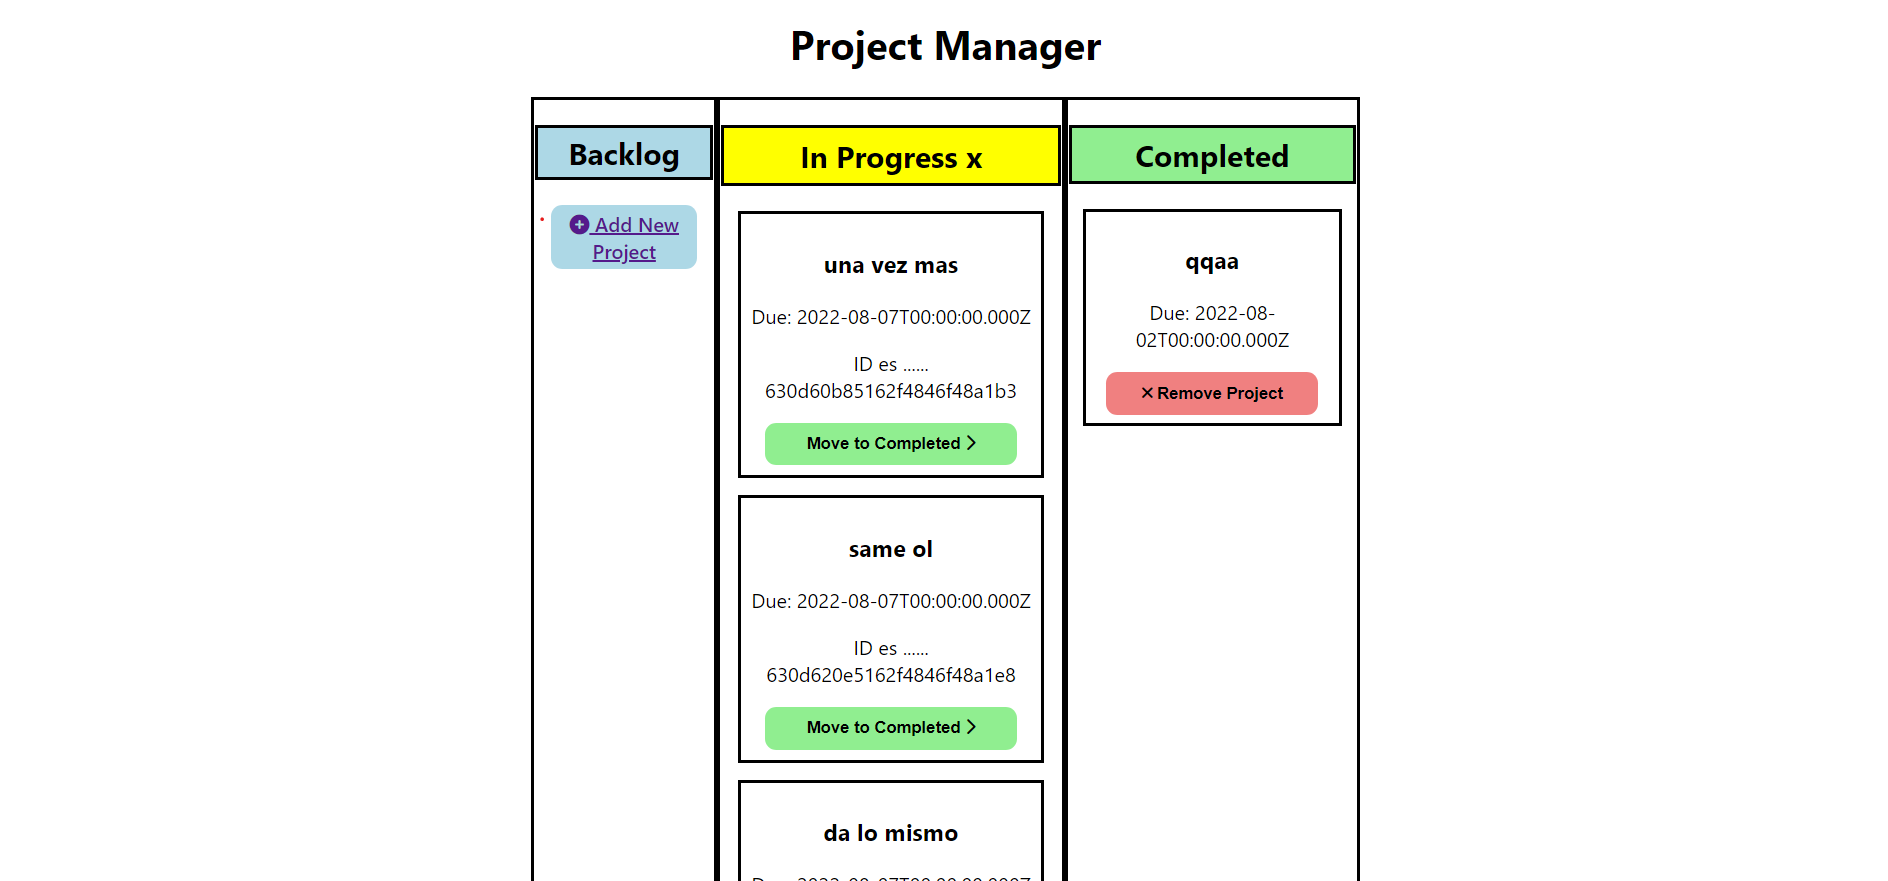 Project Manager
Backlog
Add New
Project
In Progress x
una vez mas
Due: 2022-08-07T00:00:00.000Z
ID es ......
630d60b85162f4846f48a1b3
Move to Completed
same ol
Due: 2022-08-07T00:00:00.000Z
ID es ......
630d620e5162f4846f48a1e8
Move to Completed
da lo mismo
Completed
qqaa
Due: 2022-08-
02T00:00:00.000Z
Remove Project